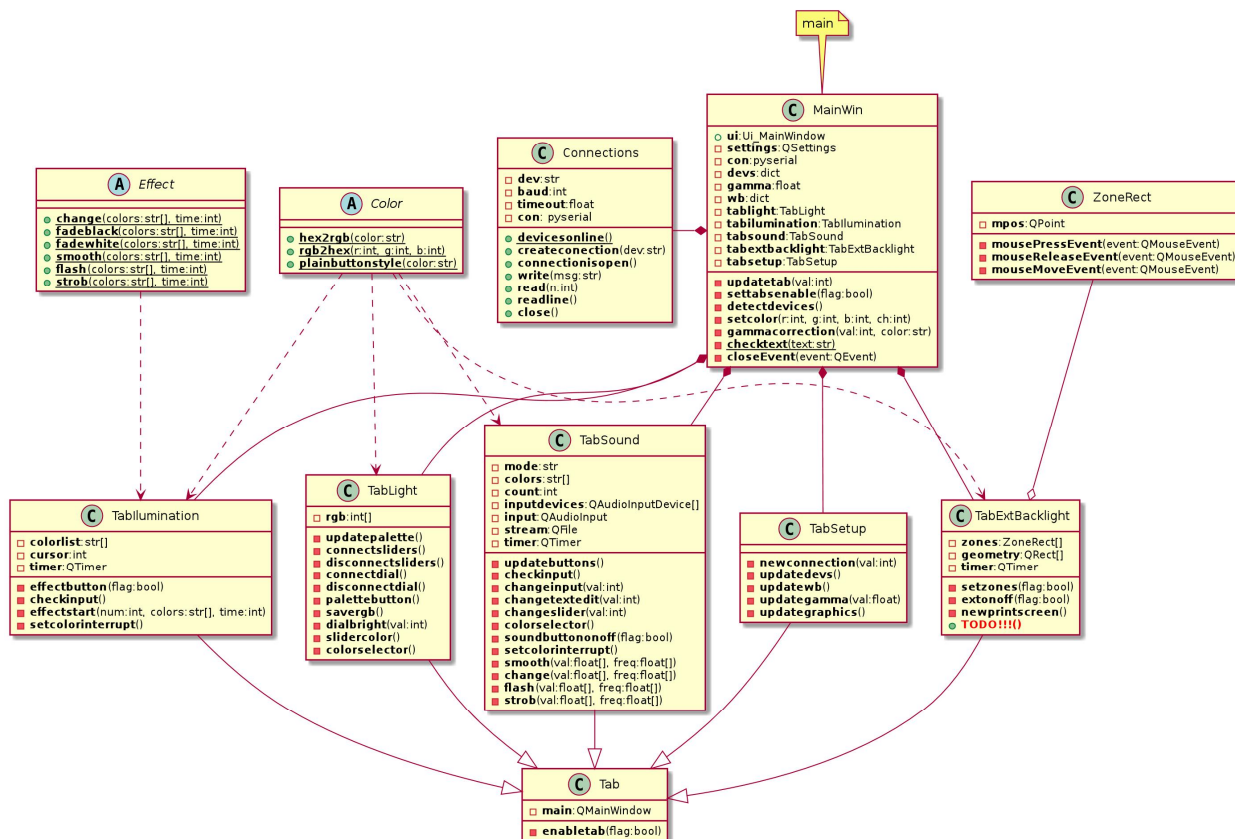 main
C MainWin
ui:Ui_MainWindow
settings:QSettings
con:pyserial
devs:dict
gamma:float
wb:dict
tablight:TabLight
tabilumination:TabIlumination
tabsound:TabSound
tabextbacklight:TabExtBacklight
tabsetup:TabSetup
updatetab(val:int)
settabsenable(flag:bool)
detectdevices()
setcolor(r:int, g:int, b:int, ch:int)
gammacorrection(val:int, color:str)
checktext(text:str)
closeEvent(event:QEvent)
C Connections
dev:str
baud:int
timeout:float
con: pyserial
devicesonline()
createconection(dev:str)
connectionisopen()
write(msg:str)
read(n:int)
readline()
close()
A Effect
change(colors:str[], time:int)
fadeblack(colors:str[], time:int)
fadewhite(colors:str[], time:int)
smooth(colors:str[], time:int)
flash(colors:str[], time:int)
strob(colors:str[], time:int)
A Color
hex2rgb(color:str)
rgb2hex(r:int, g:int, b:int)
plainbuttonstyle(color:str)
C ZoneRect
mpos:QPoint
mousePressEvent(event:QMouseEvent)
mouseReleaseEvent(event:QMouseEvent)
mouseMoveEvent(event:QMouseEvent)
C TabIlumination
colorlist:str[]
cursor:int
timer:QTimer
effectbutton(flag:bool)
checkinput()
effectstart(num:int, colors:str[], time:int)
setcolorinterrupt()
C TabLight
rgb:int[]
updatepalette()
connectsliders()
disconnectsliders()
connectdial()
disconnectdial()
palettebutton()
savergb()
dialbright(val:int)
slidercolor()
colorselector()
C TabSound
mode:str
colors:str[]
count:int
inputdevices:QAudioInputDevice[]
input:QAudioInput
stream:QFile
timer:QTimer
updatebuttons()
checkinput()
changeinput(val:int)
changetextedit(val:int)
changeslider(val:int)
colorselector()
soundbuttononoff(flag:bool)
setcolorinterrupt()
smooth(val:float[], freq:float[])
change(val:float[], freq:float[])
flash(val:float[], freq:float[])
strob(val:float[], freq:float[])
C TabSetup
newconnection(val:int)
updatedevs()
updatewb()
updategamma(val:float)
updategraphics()
C TabExtBacklight
zones:ZoneRect[]
geometry:QRect[]
timer:QTimer
setzones(flag:bool)
extonoff(flag:bool)
newprintscreen()
TODO!!!()
C Tab
main:QMainWindow
enabletab(flag:bool)